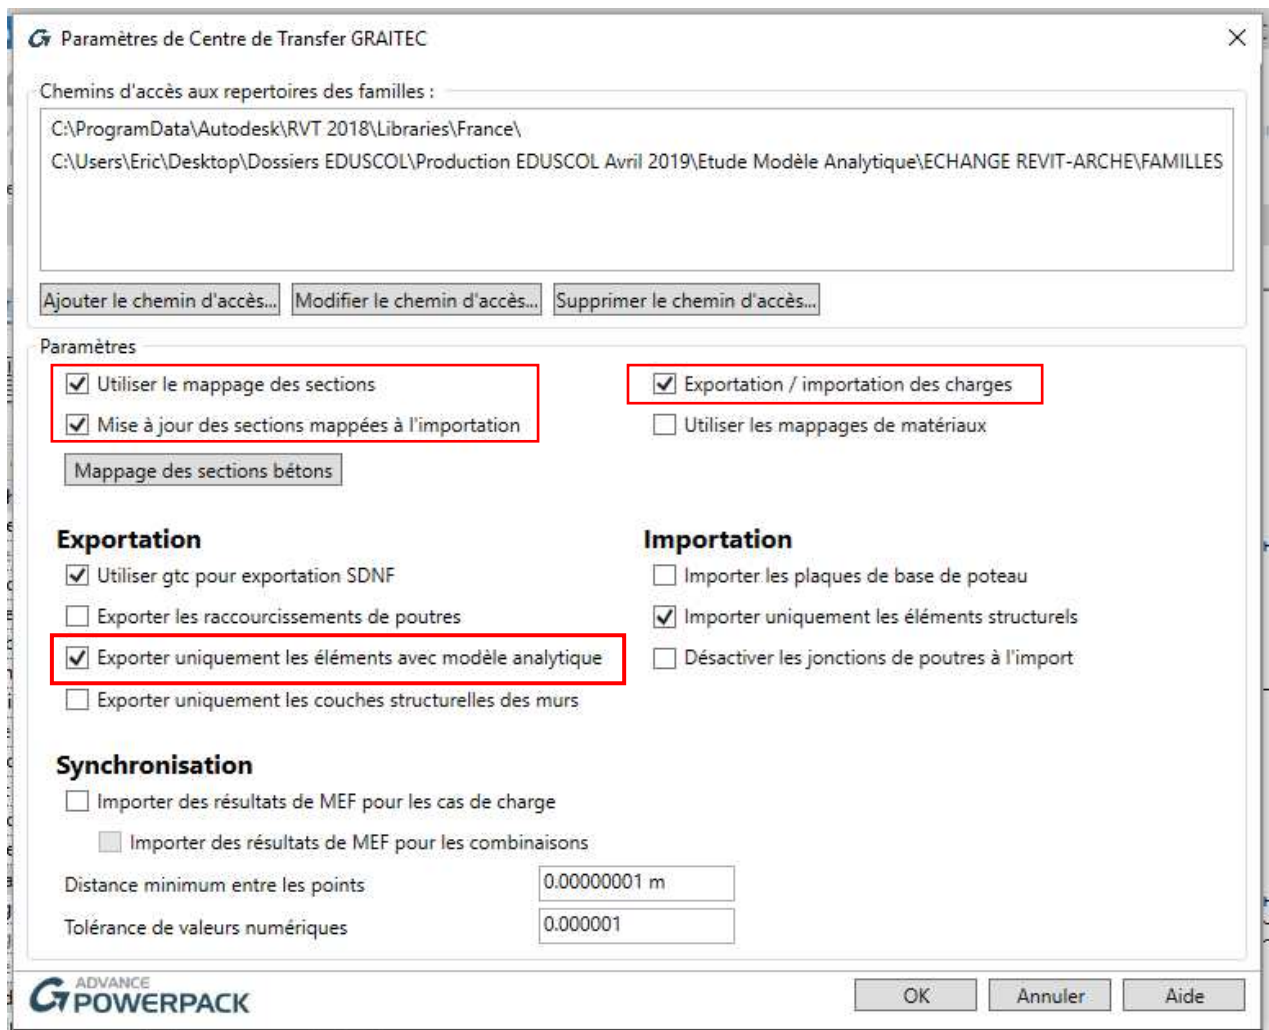 Paramètres de Centre de Transfer GRAITEC
Chemins d'accès aux repertoires des familles :
C:\ProgramData\Autodesk\RVT 2018\Libraries\France\
C:\Users\Eric\Desktop\Dossiers EDUSCOL\Production EDUSCOL Avril 2019\Etude Modèle Analytique\ECHANGE REVIT-ARCHE\FAMILLES
Ajouter le chemin d'accès... Modifier le chemin d'accès... Supprimer le chemin d'accès...
Paramètres
Utiliser le mappage des sections
Exportation / importation des charges
Mise à jour des sections mappées à l'importation
Utiliser les mappages de matériaux
Mappage des sections bétons
Exportation
Importation
Utiliser gtc pour exportation SDNF
Importer les plaques de base de poteau
Exporter les raccourcissements de poutres
Importer uniquement les éléments structurels
Exporter uniquement les éléments avec modèle analytique
Désactiver les jonctions de poutres à l'import
Exporter uniquement les couches structurelles des murs
Synchronisation
Importer des résultats de MEF pour les cas de charge
Importer des résultats de MEF pour les combinaisons
Distance minimum entre les points 0.00000001 m
Tolérance de valeurs numériques 0.000001
ADVANCE
POWERPACK
OK Annuler Aide